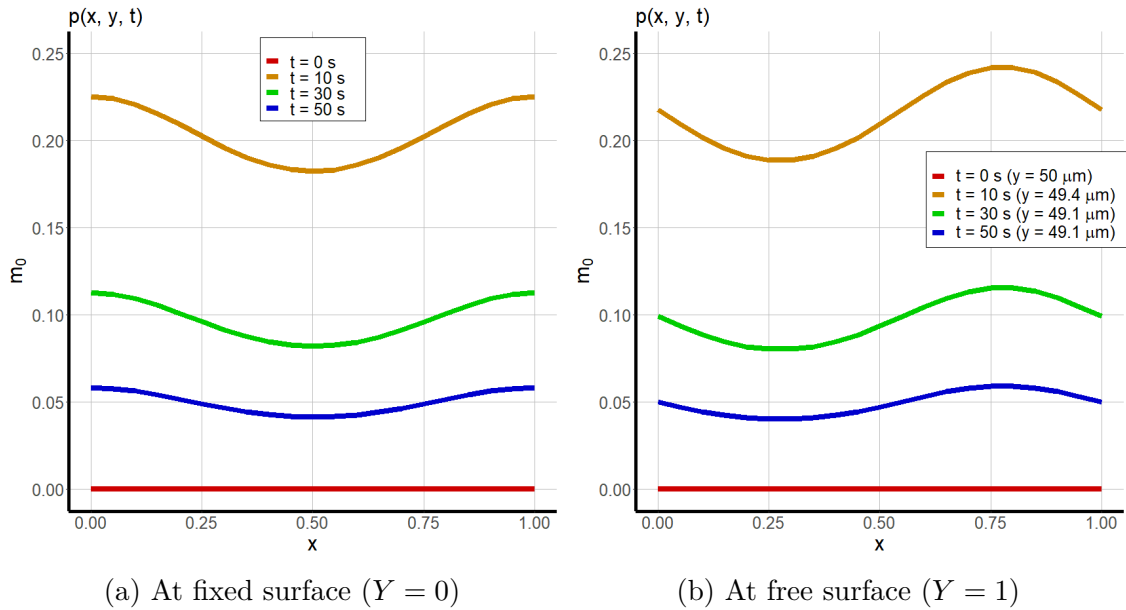 p(x, y, t)
0.25
0.20
0.15
0.10
0.05
0.00
m₀
t = 0 s
t = 10 s
t = 30 s
t = 50 s
0.00 0.25 0.50 0.75 1.00
x
(a) At fixed surface (Y = 0)
p(x, y, t)
0.25
0.20
0.15
0.10
0.05
0.00
m₀
t = 0 s (y = 50 μm)
t = 10 s (y = 49.4 μm)
t = 30 s (y = 49.1 μm)
t = 50 s (y = 49.1 μm)
0.00 0.25 0.50 0.75 1.00
x
(b) At free surface (Y = 1)